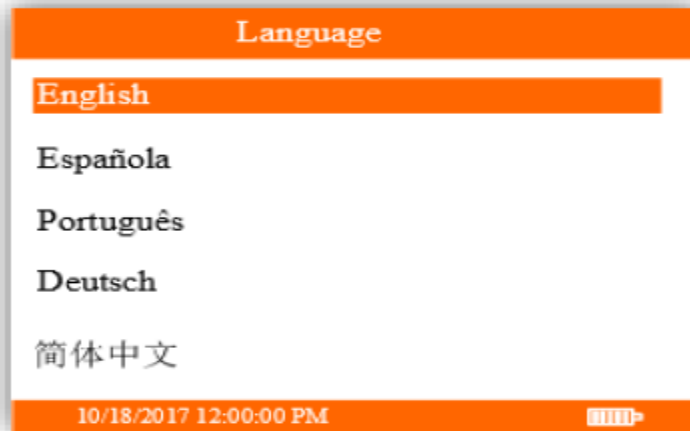 Language
English
Española
Português
Deutsch
简体中文
10/18/2017 12:00:00 PM